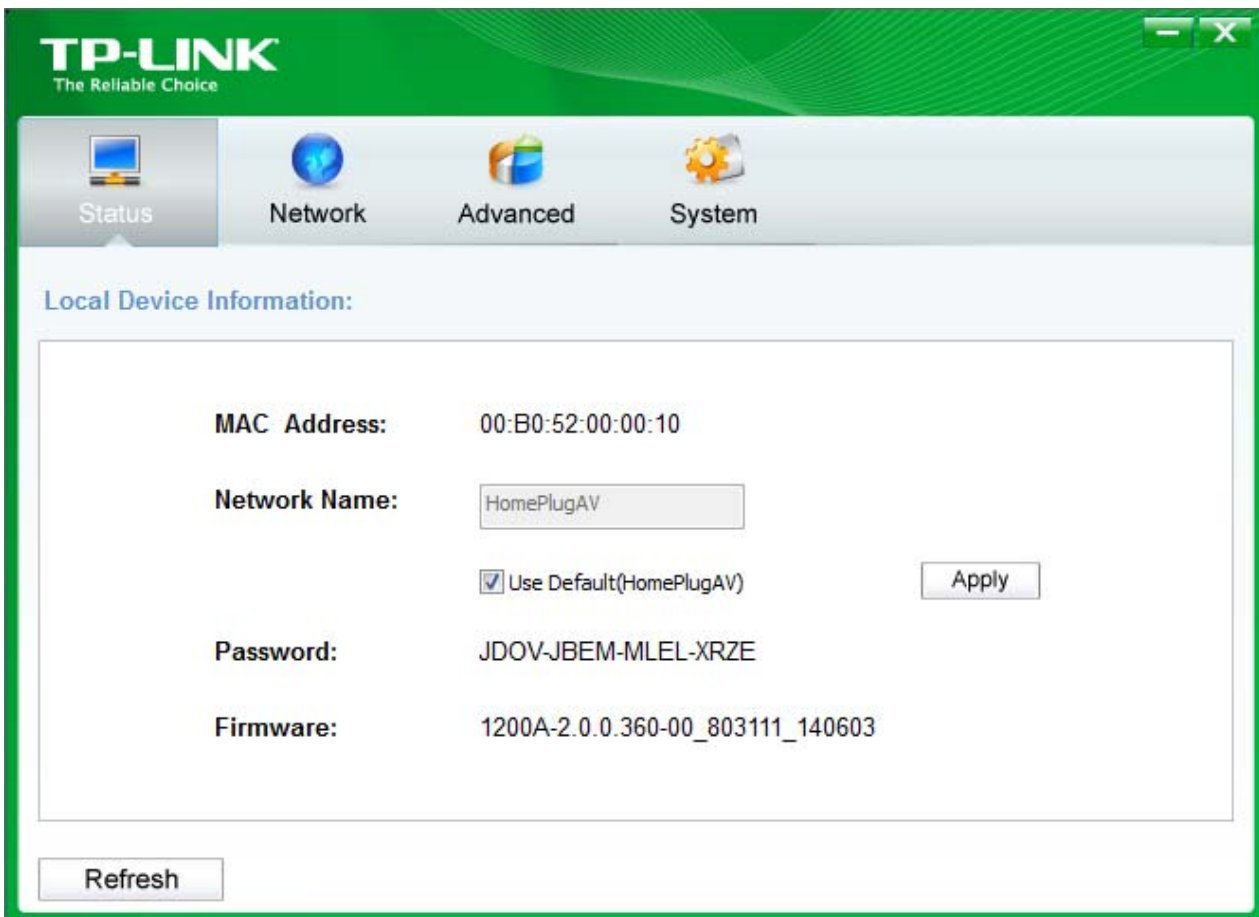 TP-LINK
The Reliable Choice
Status
Network
Advanced
System
Local Device Information:
MAC Address:
00:B0:52:00:00:10
Network Name:
HomePlugAV
Use Default(HomePlugAV)
Apply
Password:
JDOV-JBEM-MLEL-XRZE
Firmware:
1200A-2.0.0.360-00_803111_140603
Refresh